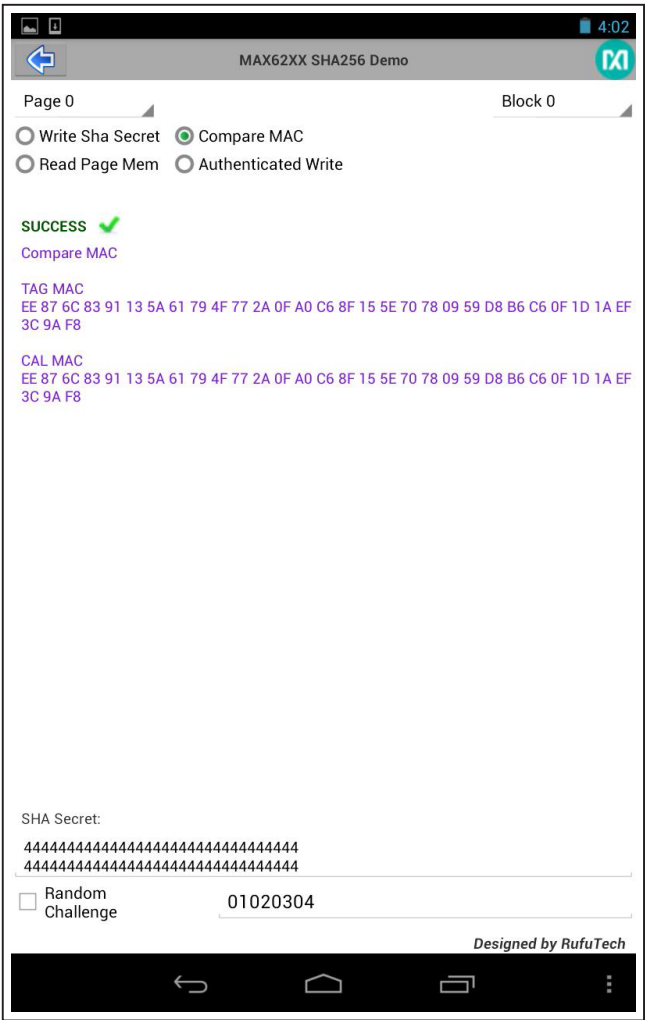 4:02
MAX62XX SHA256 Demo
Page 0 Block 0
Write Sha Secret Compare MAC
Read Page Mem Authenticated Write
SUCCESS
Compare MAC
TAG MAC
EE 87 6C 83 91 13 5A 61 79 4F 77 2A 0F A0 C6 8F 15 5E 70 78 09 59 D8 B6 C6 0F 1D 1A EF
3C 9A F8
CAL MAC
EE 87 6C 83 91 13 5A 61 79 4F 77 2A 0F A0 C6 8F 15 5E 70 78 09 59 D8 B6 C6 0F 1D 1A EF
3C 9A F8
SHA Secret:
44444444444444444444444444444444
44444444444444444444444444444444
Random
Challenge
01020304
Designed by RufuTech